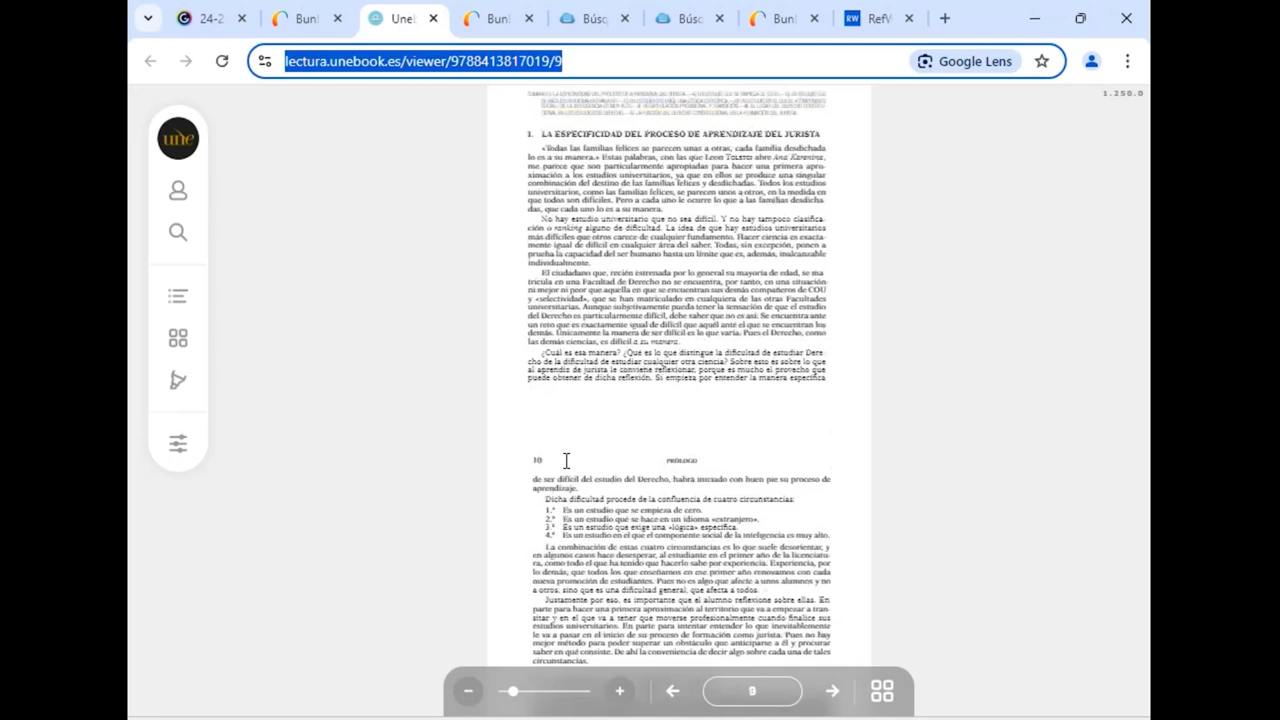 24-2
Bunl
Uneb
Bunl
Búsq
Búsc
Bunl
RW RefW
lectura.unebook.es/viewer/9788413817019/9
Google Lens
1.250.0
une
1. LA ESPECIFICIDAD DEL PROCESO DE APRENDIZAJE DEL JURISTA
«Todas las familias felices se parecen unas a otras, cada familia desdichada
lo es a su manera.» Estas palabras, con las que Leon TOLSTOI abre Ana Karenina,
me parece que son particularmente apropiadas para hacer una primera apro-
ximación a los estudios universitarios, ya que en ellos se produce una singular
combinación del destino de las familias felices y desdichadas. Todos los estudios
universitarios, como las familias felices, se parecen unos a otros, en la medida en
que todos son difíciles. Pero a cada uno le ocurre lo que a las familias desdicha-
das, que cada uno lo es a su manera.
No hay estudio universitario que no sea difícil. Y no hay tampoco clasifica-
ción o ranking alguno de dificultad. La idea de que hay estudios universitarios
más difíciles que otros carece de cualquier fundamento. Hacer ciencia es exacta-
mente igual de difícil en cualquier área del saber. Todas, sin excepción, ponen a
prueba la capacidad del ser humano hasta un límite que es, además, inalcanzable
individualmente.
El ciudadano que, recién estrenada por lo general su mayoría de edad, se ma-
tricula en una Facultad de Derecho no se encuentra, por tanto, en una situación
ni mejor ni peor que aquella en que se encuentran sus demás compañeros de COU
y «selectividad», que se han matriculado en cualquiera de las otras Facultades
universitarias. Aunque subjetivamente pueda tener la sensación de que el estudio
del Derecho es particularmente difícil, debe saber que no es así. Se encuentra ante
un reto que es exactamente igual de difícil que aquél ante el que se encuentran los
demás. Únicamente la manera de ser difícil es lo que varía. Pues el Derecho, como
las demás ciencias, es difícil a su manera.
¿Cuál es esa manera? ¿Qué es lo que distingue la dificultad de estudiar Dere-
cho de la dificultad de estudiar cualquier otra ciencia? Sobre esto es sobre lo que
al aprendiz de jurista le conviene reflexionar, porque es mucho el provecho que
puede obtener de dicha reflexión. Si empieza por entender la manera específica
10 PRÓLOGO
de ser difícil del estudio del Derecho, habrá iniciado con buen pie su proceso de
aprendizaje.
Dicha dificultad procede de la confluencia de cuatro circunstancias:
1.ª Es un estudio que se empieza de cero.
2.ª Es un estudio que se hace en un idioma «extranjero».
3.ª Es un estudio que exige una «lógica» específica.
4.ª Es un estudio en el que el componente social de la inteligencia es muy alto.
La combinación de estas cuatro circunstancias es lo que suele desorientar, y
en algunos casos hace desesperar, al estudiante en el primer año de la licenciatu-
ra, como todo el que ha tenido que hacerlo sabe por experiencia. Experiencia, por
lo demás, que todos los que enseñamos en ese primer año renovamos con cada
nueva promoción de estudiantes. Pues no es algo que afecte a unos alumnos y no
a otros, sino que es una dificultad general, que afecta a todos.
Justamente por eso, es importante que el alumno reflexione sobre ellas. En
parte para hacer una primera aproximación al territorio que va a empezar a tran-
sitar y en el que va a tener que moverse profesionalmente cuando finalice sus
estudios universitarios. En parte para intentar entender lo que inevitablemente
le va a pasar en el inicio de su proceso de formación como jurista. Pues no hay
mejor método para poder superar un obstáculo que anticiparse a él y procurar
saber en qué consiste. De ahí la conveniencia de decir algo sobre cada una de tales
circunstancias.
9